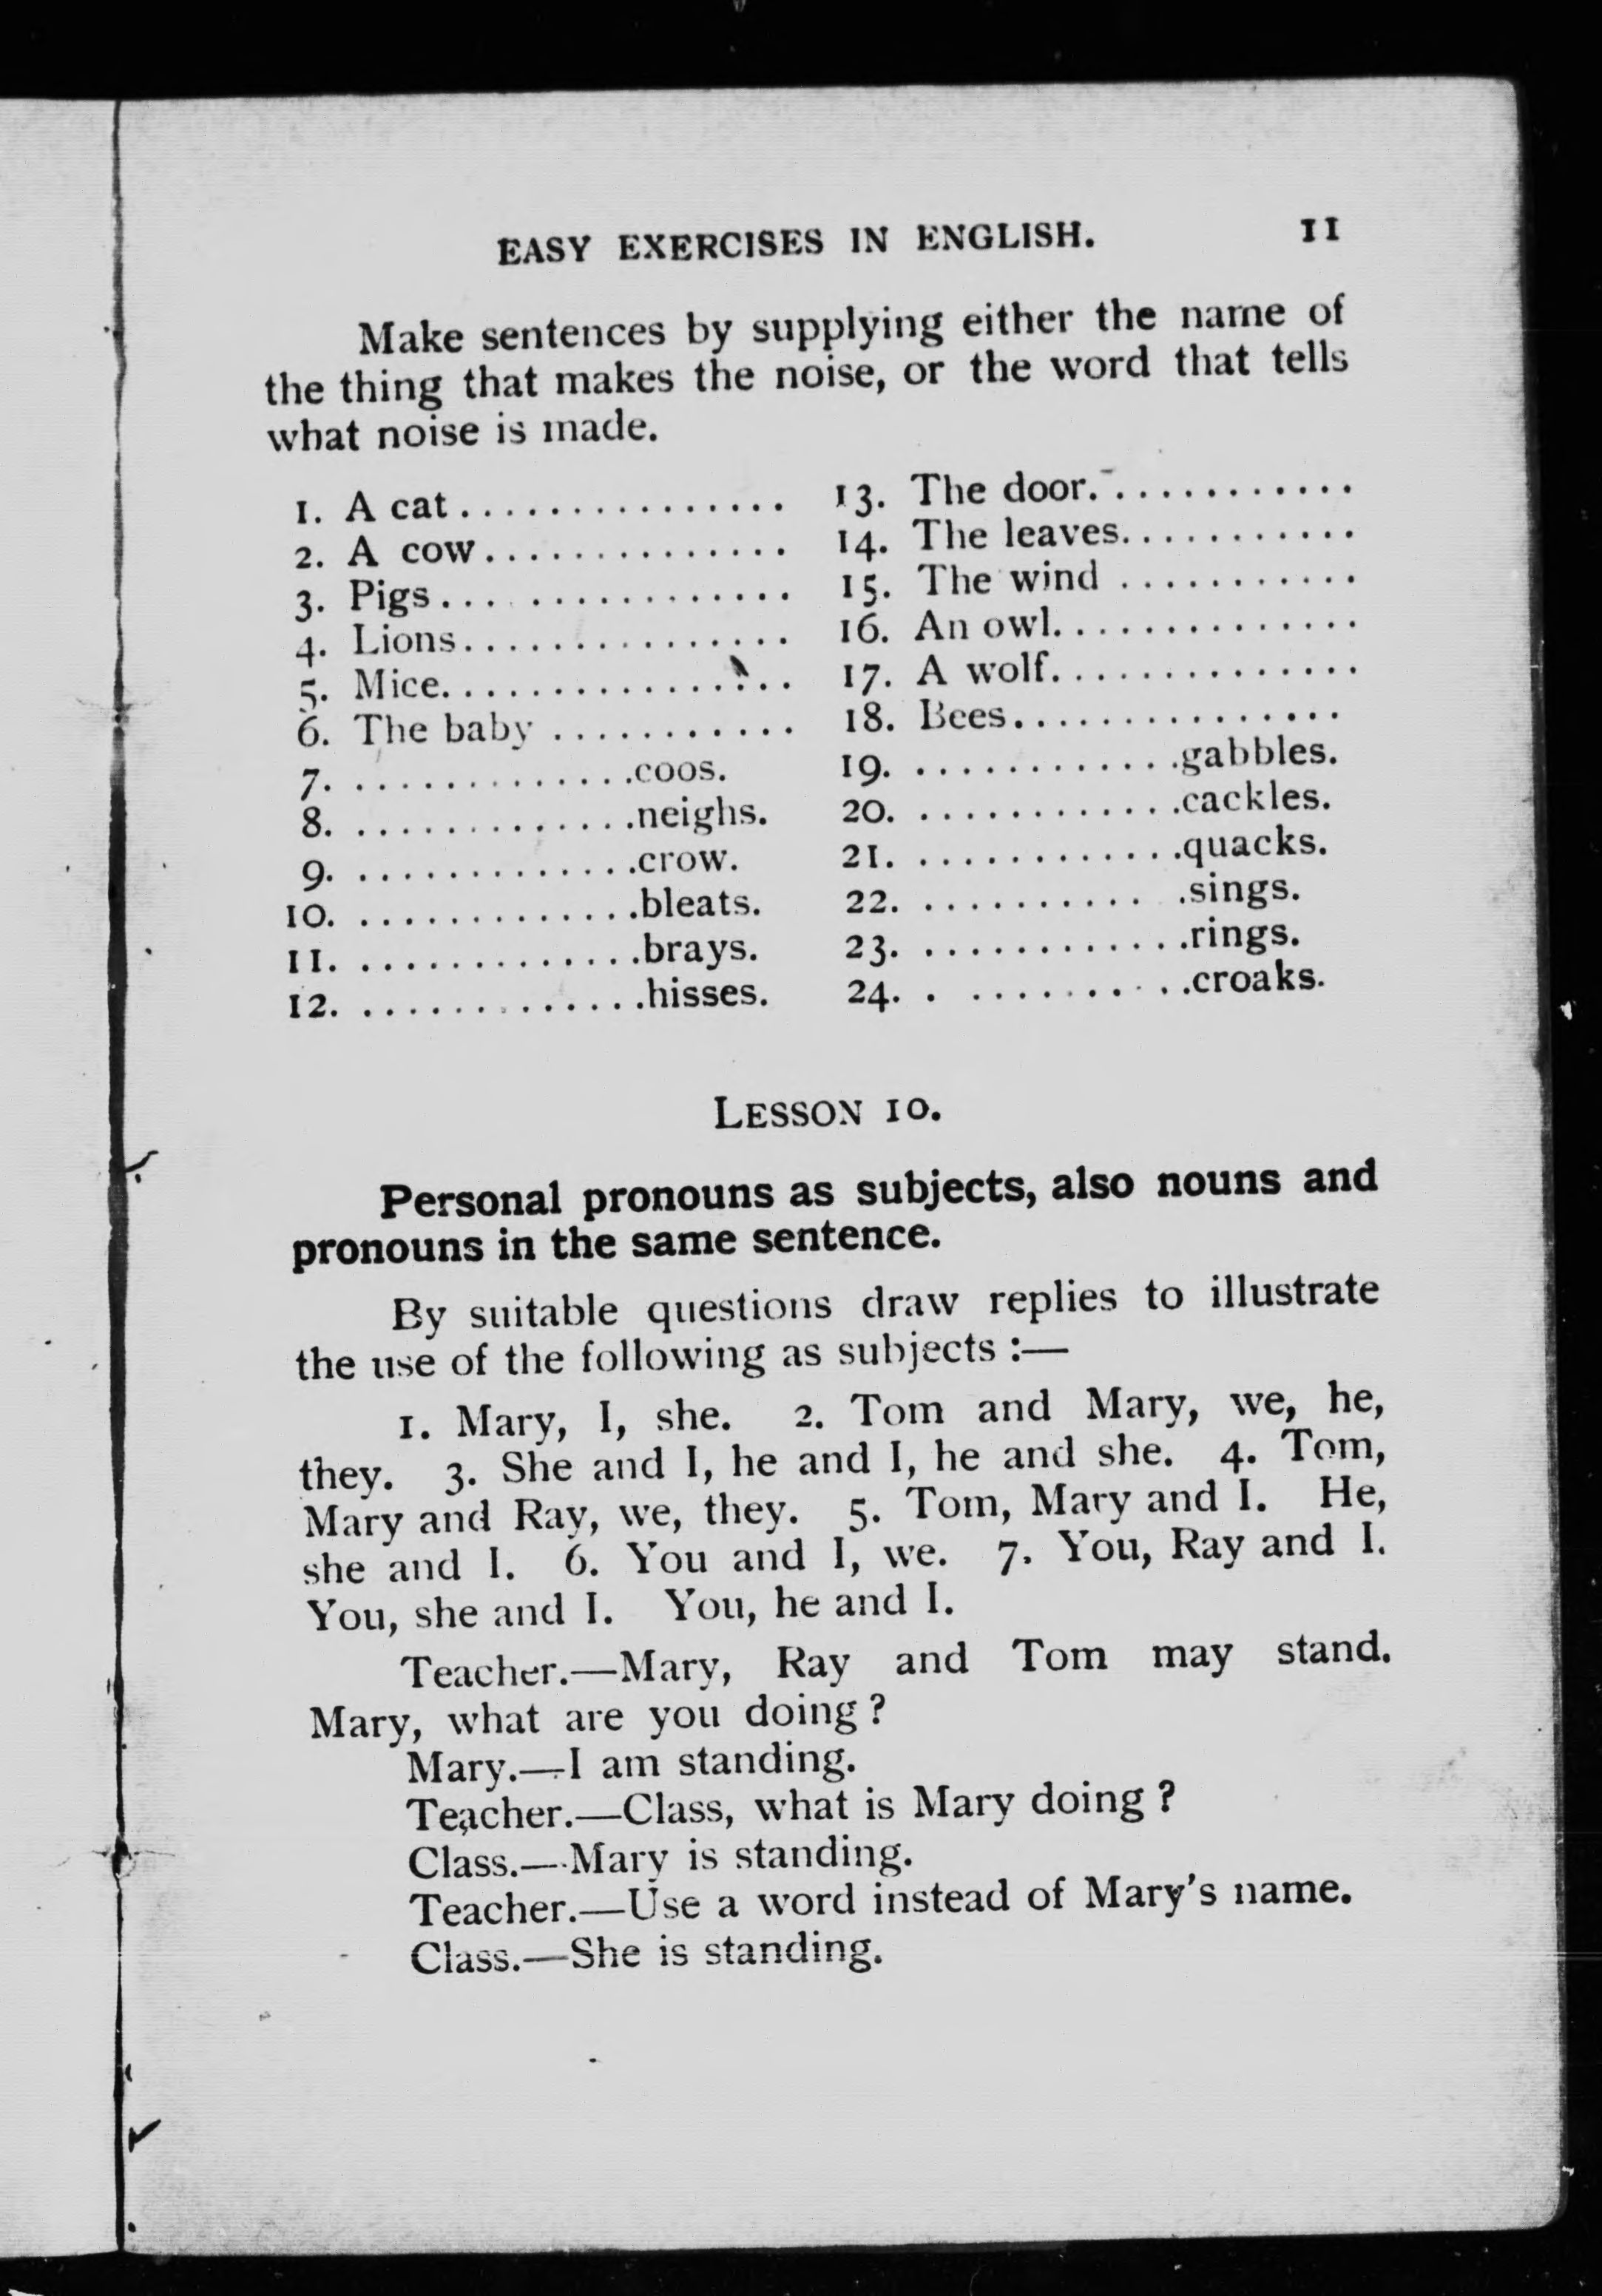 EASY EXERCISES IN ENGLISH. 11
Make sentences by supplying either the name of
the thing that makes the noise, or the word that tells
what noise is made.
1. A cat...............
2. A cow..............
3. Pigs................
4. Lions...............
5. Mice................
6. The baby ...........
7. ..............coos.
8. ..............neighs.
9. ..............crow.
10. ..............bleats.
11. ..............brays.
12. ..............hisses.
13. The door............
14. The leaves...........
15. The wind ...........
16. An owl..............
17. A wolf..............
18. Bees...............
19. .............gabbles.
20. .............cackles.
21. .............quacks.
22. ............sings.
23. .............rings.
24. ............croaks.
LESSON 10.
Personal pronouns as subjects, also nouns and
pronouns in the same sentence.
By suitable questions draw replies to illustrate
the use of the following as subjects :—
1. Mary, I, she. 2. Tom and Mary, we, he,
they. 3. She and I, he and I, he and she. 4. Tom,
Mary and Ray, we, they. 5. Tom, Mary and I. He,
she and I. 6. You and I, we. 7. You, Ray and I.
You, she and I. You, he and I.
Teacher.—Mary, Ray and Tom may stand.
Mary, what are you doing ?
Mary.—I am standing.
Teacher.—Class, what is Mary doing ?
Class.—Mary is standing.
Teacher.—Use a word instead of Mary's name.
Class.—She is standing.